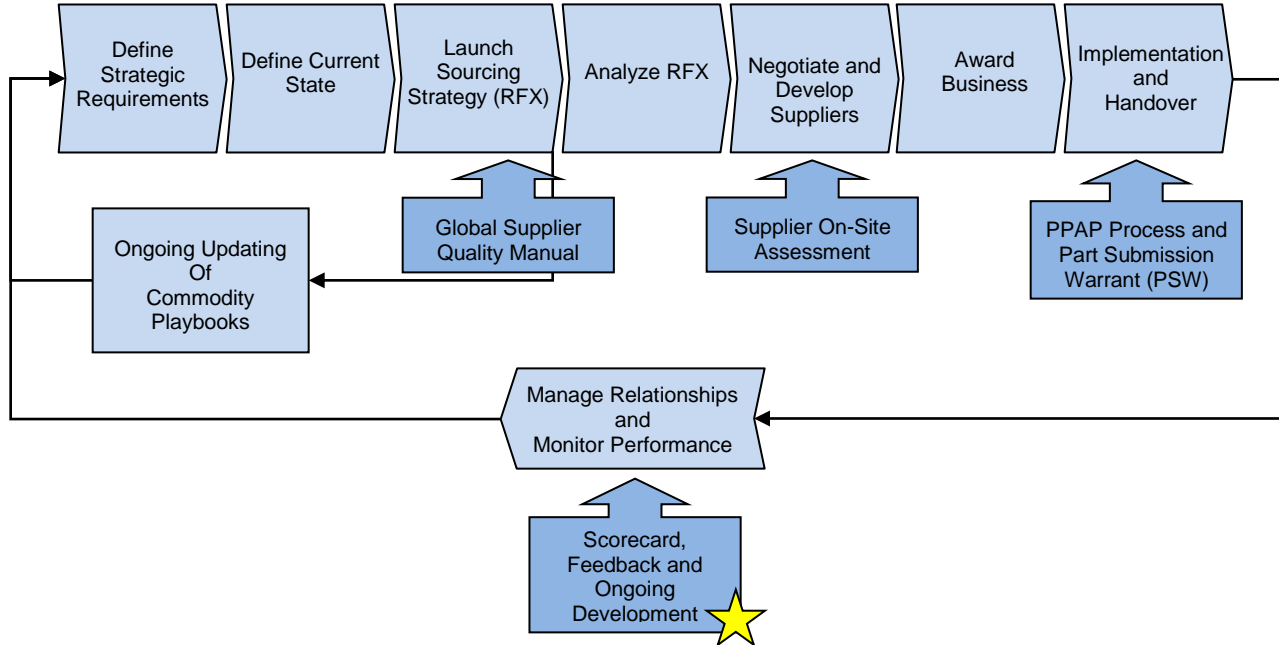 Define
Strategic
Requirements
Define Current
State
Launch
Sourcing
Strategy (RFX)
Analyze RFX
Negotiate and
Develop
Suppliers
Award
Business
Implementation
and
Handover
Global Supplier
Quality Manual
Supplier On-Site
Assessment
PPAP Process and
Part Submission
Warrant (PSW)
Ongoing Updating
Of
Commodity
Playbooks
Manage Relationships
and
Monitor Performance
Scorecard,
Feedback and
Ongoing
Development